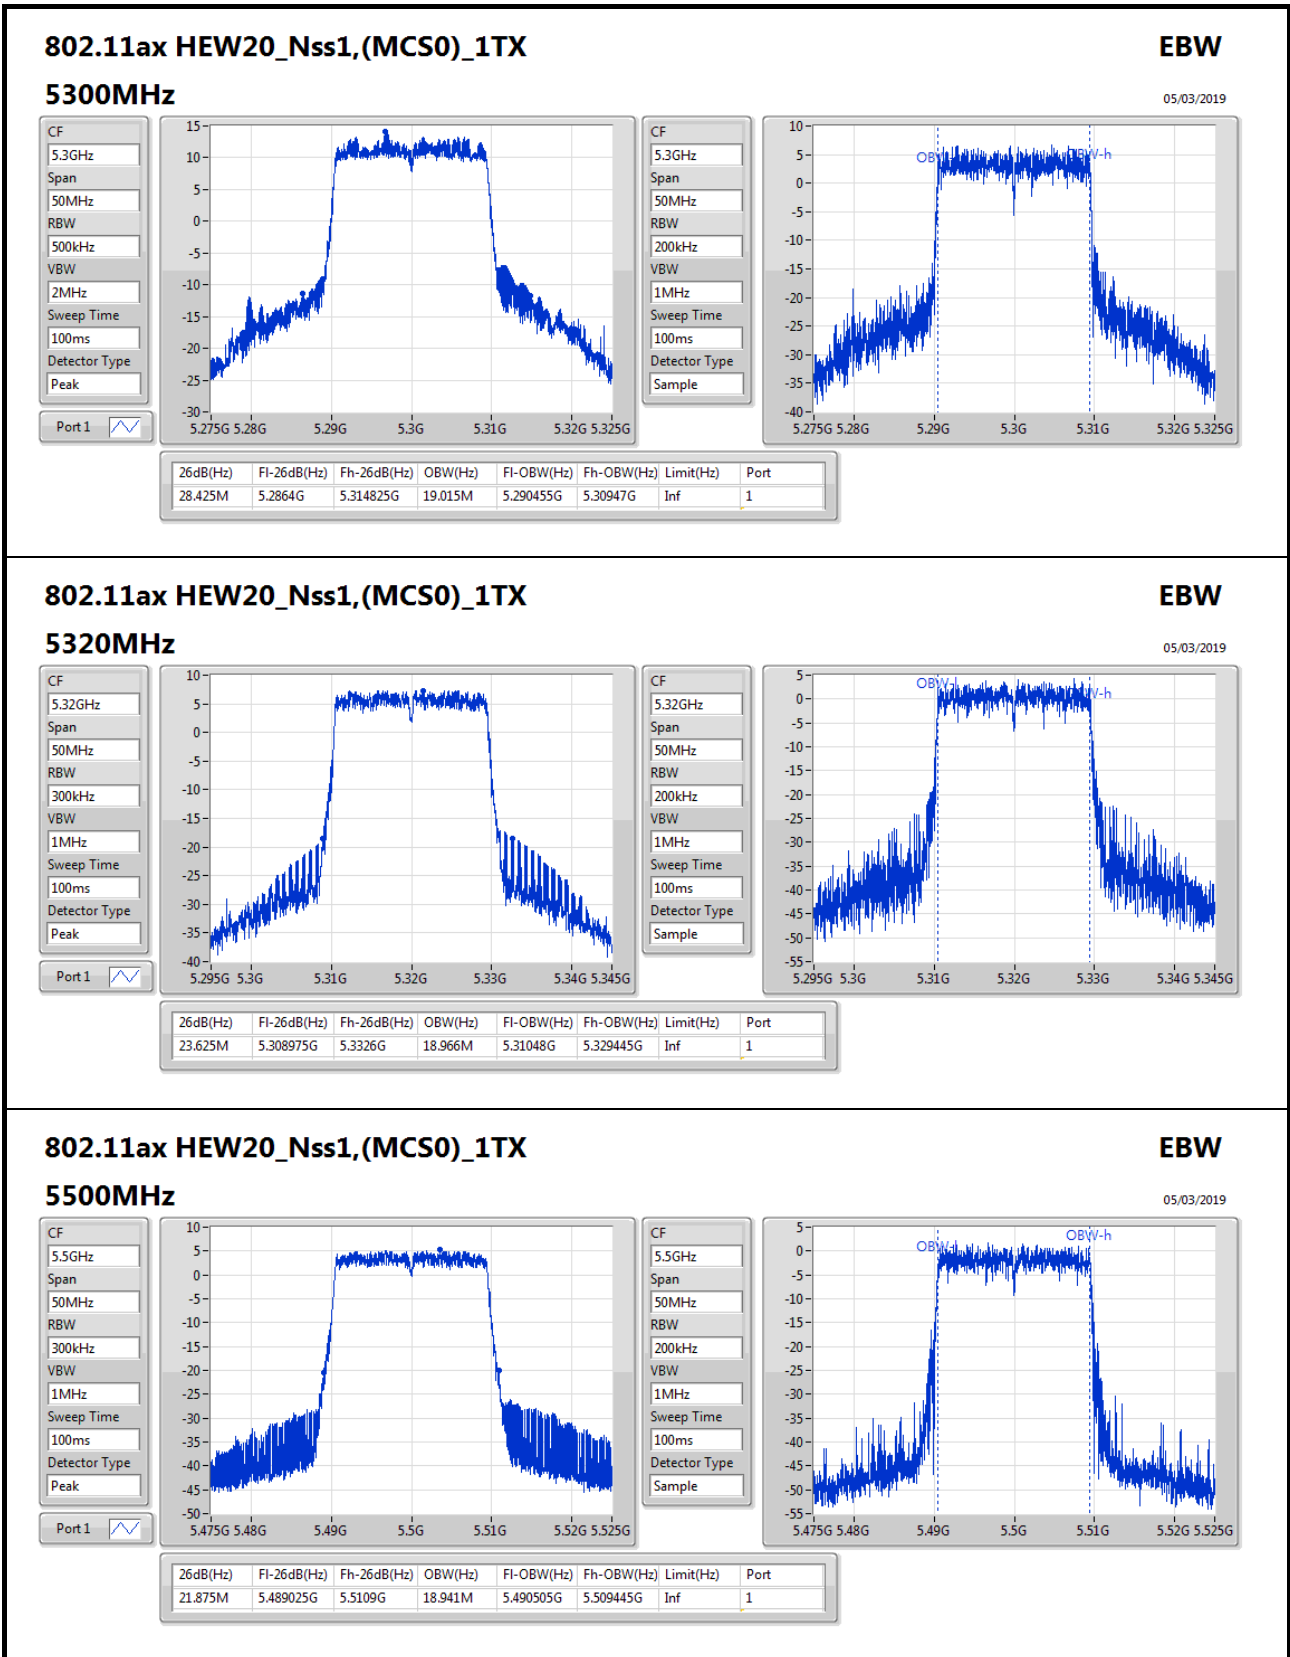 802.11ax HEW20_Nss1,(MCS0)_1TX EBW
5300MHz 05/03/2019
CF
5.3GHz
Span
50MHz
RBW
500kHz
VBW
2MHz
Sweep Time
100ms
Detector Type
Peak
Port 1
15
10
5
0
-5
-10
-15
-20
-25
-30
5.275G 5.28G 5.29G 5.3G 5.31G 5.32G 5.325G
CF
5.3GHz
Span
50MHz
RBW
200kHz
VBW
1MHz
Sweep Time
100ms
Detector Type
Sample
10
5
0
-5
-10
-15
-20
-25
-30
-35
-40
OBW-h
5.275G 5.28G 5.29G 5.3G 5.31G 5.32G 5.325G
26dB(Hz) Fl-26dB(Hz) Fh-26dB(Hz) OBW(Hz) Fl-OBW(Hz) Fh-OBW(Hz) Limit(Hz) Port
28.425M 5.2864G 5.314825G 19.015M 5.290455G 5.30947G Inf 1
802.11ax HEW20_Nss1,(MCS0)_1TX EBW
5320MHz 05/03/2019
CF
5.32GHz
Span
50MHz
RBW
300kHz
VBW
1MHz
Sweep Time
100ms
Detector Type
Peak
Port 1
10
5
0
-5
-10
-15
-20
-25
-30
-35
-40
5.295G 5.3G 5.31G 5.32G 5.33G 5.34G 5.345G
CF
5.32GHz
Span
50MHz
RBW
200kHz
VBW
1MHz
Sweep Time
100ms
Detector Type
Sample
5
0
-5
-10
-15
-20
-25
-30
-35
-40
-45
-50
-55
OBW-h
5.295G 5.3G 5.31G 5.32G 5.33G 5.34G 5.345G
26dB(Hz) Fl-26dB(Hz) Fh-26dB(Hz) OBW(Hz) Fl-OBW(Hz) Fh-OBW(Hz) Limit(Hz) Port
23.625M 5.308975G 5.3326G 18.966M 5.31048G 5.329445G Inf 1
802.11ax HEW20_Nss1,(MCS0)_1TX EBW
5500MHz 05/03/2019
CF
5.5GHz
Span
50MHz
RBW
300kHz
VBW
1MHz
Sweep Time
100ms
Detector Type
Peak
Port 1
10
5
0
-5
-10
-15
-20
-25
-30
-35
-40
-45
-50
5.475G 5.48G 5.49G 5.5G 5.51G 5.52G 5.525G
CF
5.5GHz
Span
50MHz
RBW
200kHz
VBW
1MHz
Sweep Time
100ms
Detector Type
Sample
5
0
-5
-10
-15
-20
-25
-30
-35
-40
-45
-50
-55
OBW-h
5.475G 5.48G 5.49G 5.5G 5.51G 5.52G 5.525G
26dB(Hz) Fl-26dB(Hz) Fh-26dB(Hz) OBW(Hz) Fl-OBW(Hz) Fh-OBW(Hz) Limit(Hz) Port
21.875M 5.489025G 5.5109G 18.941M 5.490505G 5.509445G Inf 1